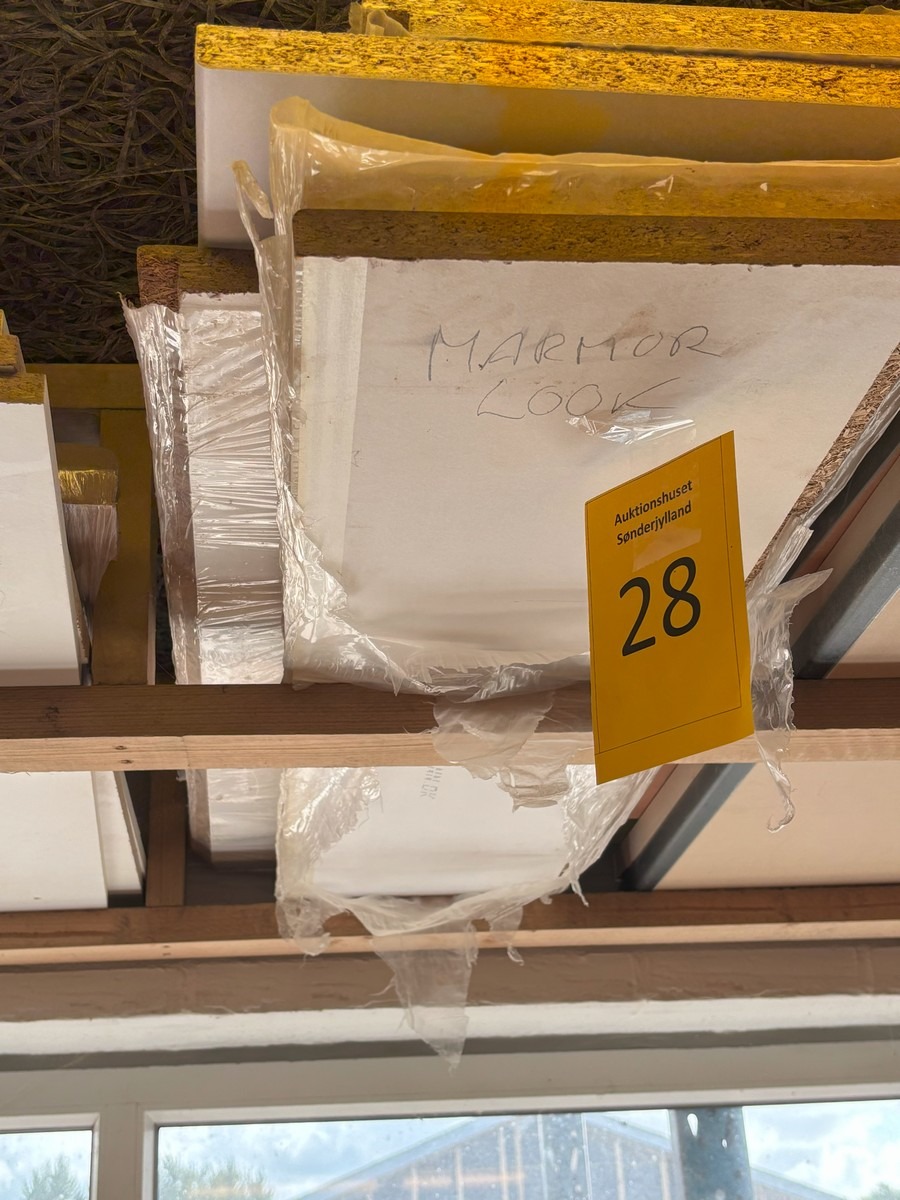 MARMOR
LOOK
Auktionshuset
Sønderjylland
28